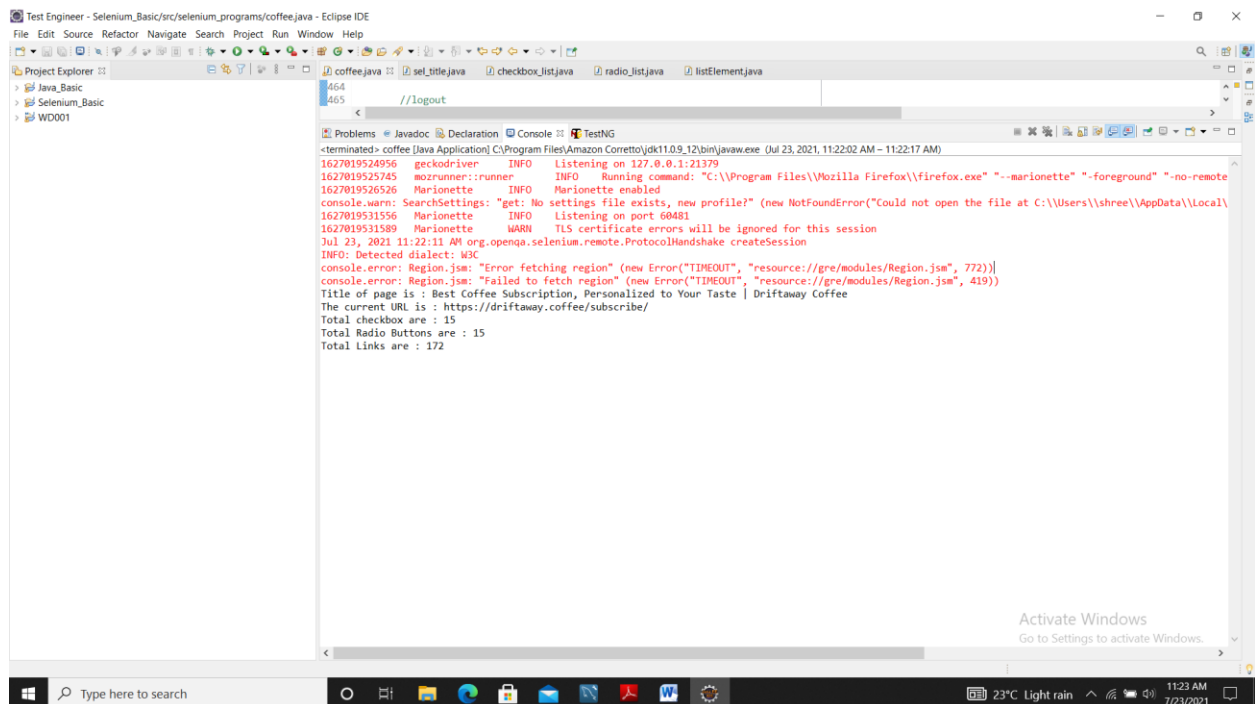 Test Engineer - Selenium_Basic/src/selenium_programs/coffee.java - Eclipse IDE
File Edit Source Refactor Navigate Search Project Run Window Help
Project Explorer
coffee.java sel_title.java checkbox_list.java radio_list.java listElement.java
Java_Basic
Selenium_Basic
WD001
464
465 //logout
Problems Javadoc Declaration Console TestNG
<terminated> coffee [Java Application] C:\Program Files\Amazon Corretto\jdk11.0.9_12\bin\javaw.exe (Jul 23, 2021, 11:22:02 AM – 11:22:17 AM)
1627019524956 geckodriver INFO Listening on 127.0.0.1:21379
1627019525745 mozrunner::runner INFO Running command: "C:\\Program Files\\Mozilla Firefox\\firefox.exe" "--marionette" "-foreground" "-no-remote
1627019526526 Marionette INFO Marionette enabled
console.warn: SearchSettings: "get: No settings file exists, new profile?" (new NotFoundError("Could not open the file at C:\\Users\\shree\\AppData\\Local\
1627019531556 Marionette INFO Listening on port 60481
1627019531589 Marionette WARN TLS certificate errors will be ignored for this session
Jul 23, 2021 11:22:11 AM org.openqa.selenium.remote.ProtocolHandshake createSession
INFO: Detected dialect: W3C
console.error: Region.jsm: "Error fetching region" (new Error("TIMEOUT", "resource://gre/modules/Region.jsm", 772))
console.error: Region.jsm: "Failed to fetch region" (new Error("TIMEOUT", "resource://gre/modules/Region.jsm", 419))
Title of page is : Best Coffee Subscription, Personalized to Your Taste | Driftaway Coffee
The current URL is : https://driftaway.coffee/subscribe/
Total checkbox are : 15
Total Radio Buttons are : 15
Total Links are : 172
Activate Windows
Go to Settings to activate Windows.
Type here to search
23°C Light rain
11:23 AM
7/23/2021